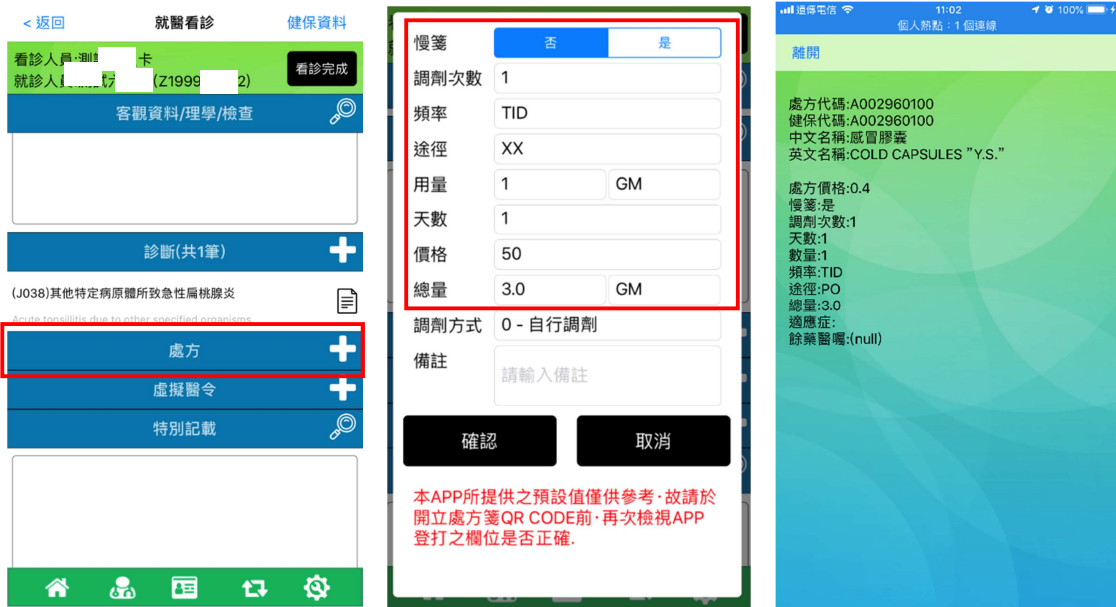 < 返回
就醫看診
健保資料
看診人員:測
卡
看診完成
就診人員
(Z1999
2)
客觀資料/理學/檢查
診斷(共1筆)
(J038)其他特定病原體所致急性扁桃腺炎
Acute tonsillitis due to other specified organisms
處方
虛擬醫令
特別記載
慢箋
否
是
調劑次數
1
頻率
TID
途徑
XX
用量
1
GM
天數
1
價格
50
總量
3.0
GM
調劑方式
0 - 自行調劑
備註
請輸入備註
確認
取消
本APP所提供之預設值僅供參考,故請於
開立處方箋QR CODE前,再次檢視APP
登打之欄位是否正確.
遠傳電信
11:02
100%
個人熱點：1 個連線
離開
處方代碼:A002960100
健保代碼:A002960100
中文名稱:感冒膠囊
英文名稱:COLD CAPSULES ”Y.S.”
處方價格:0.4
慢箋:是
調劑次數:1
天數:1
數量:1
頻率:TID
途徑:PO
總量:3.0
適應症:
餘藥醫囑:(null)